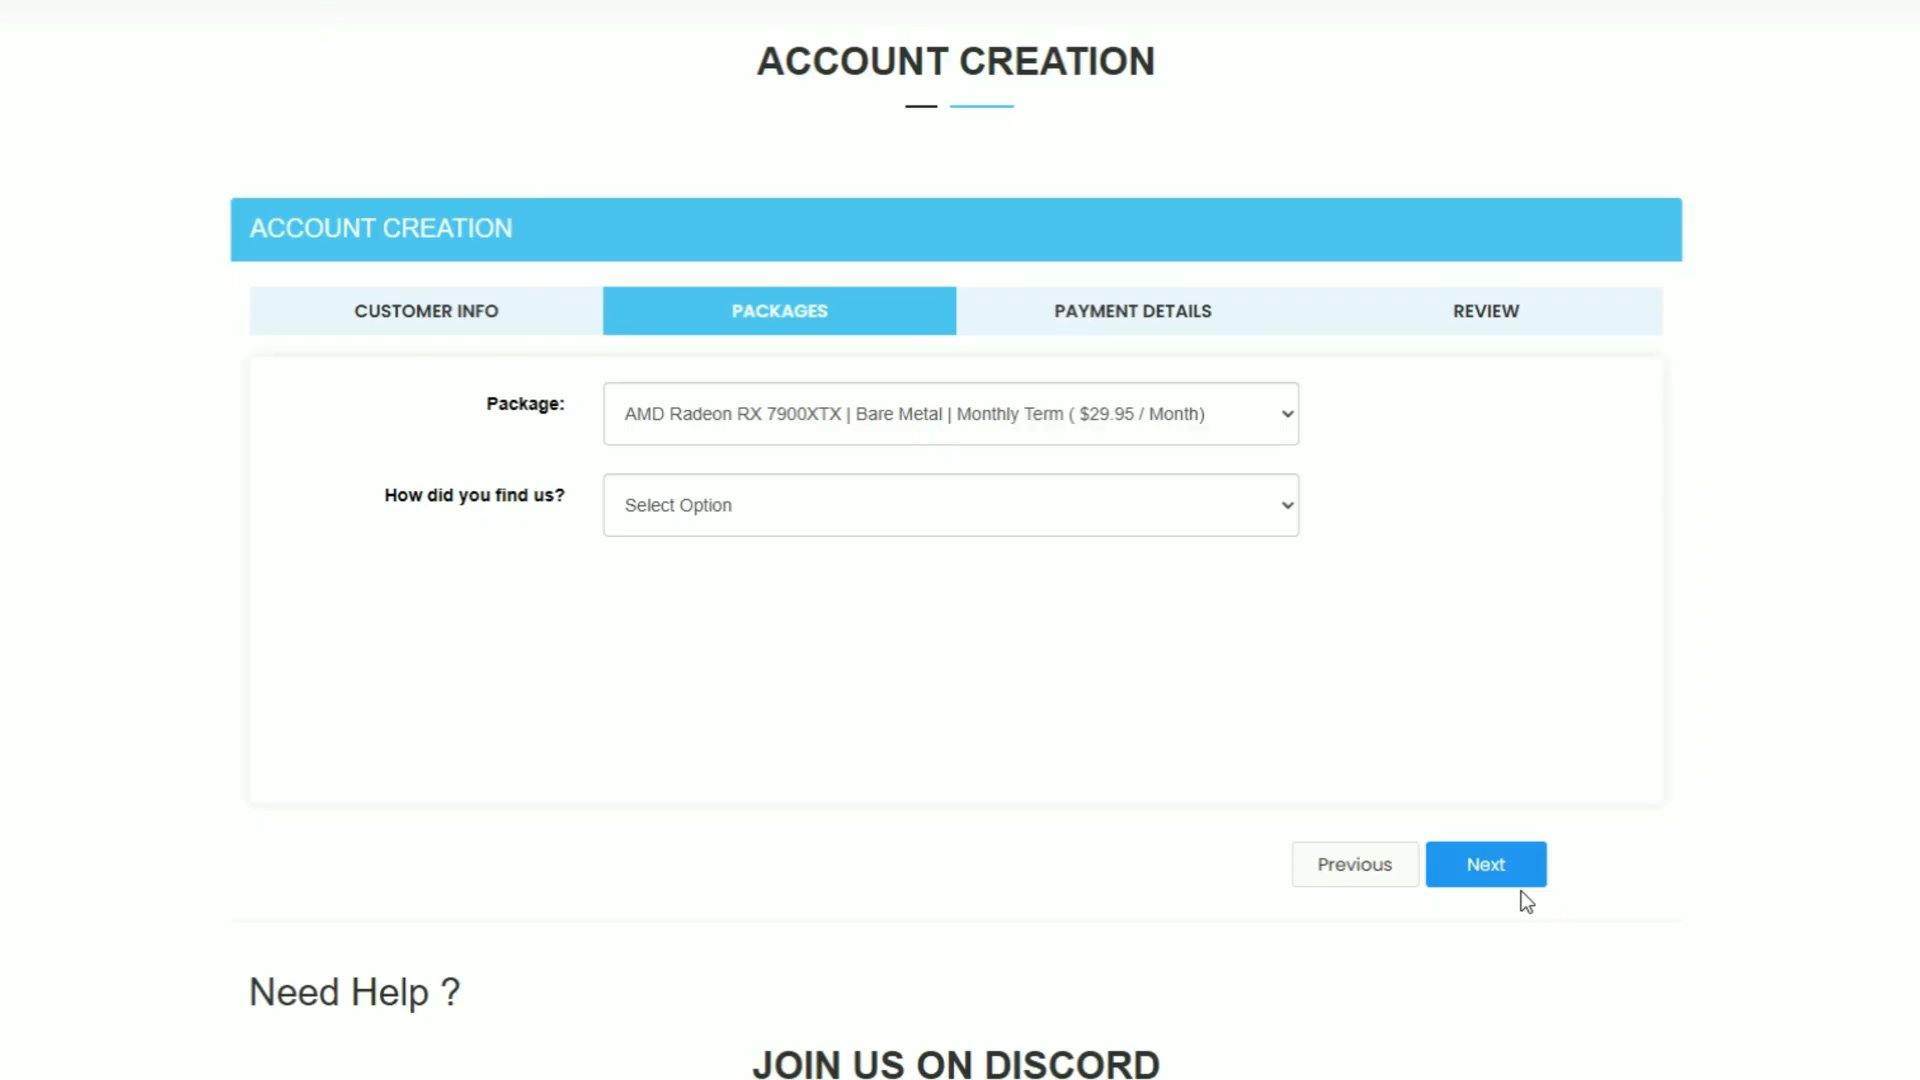 ACCOUNT CREATION
ACCOUNT CREATION
CUSTOMER INFO
PACKAGES
PAYMENT DETAILS
REVIEW
Package:
AMD Radeon RX 7900XTX | Bare Metal | Monthly Term ( $29.95 / Month)
How did you find us?
Select Option
Previous
Next
Need Help ?
JOIN US ON DISCORD